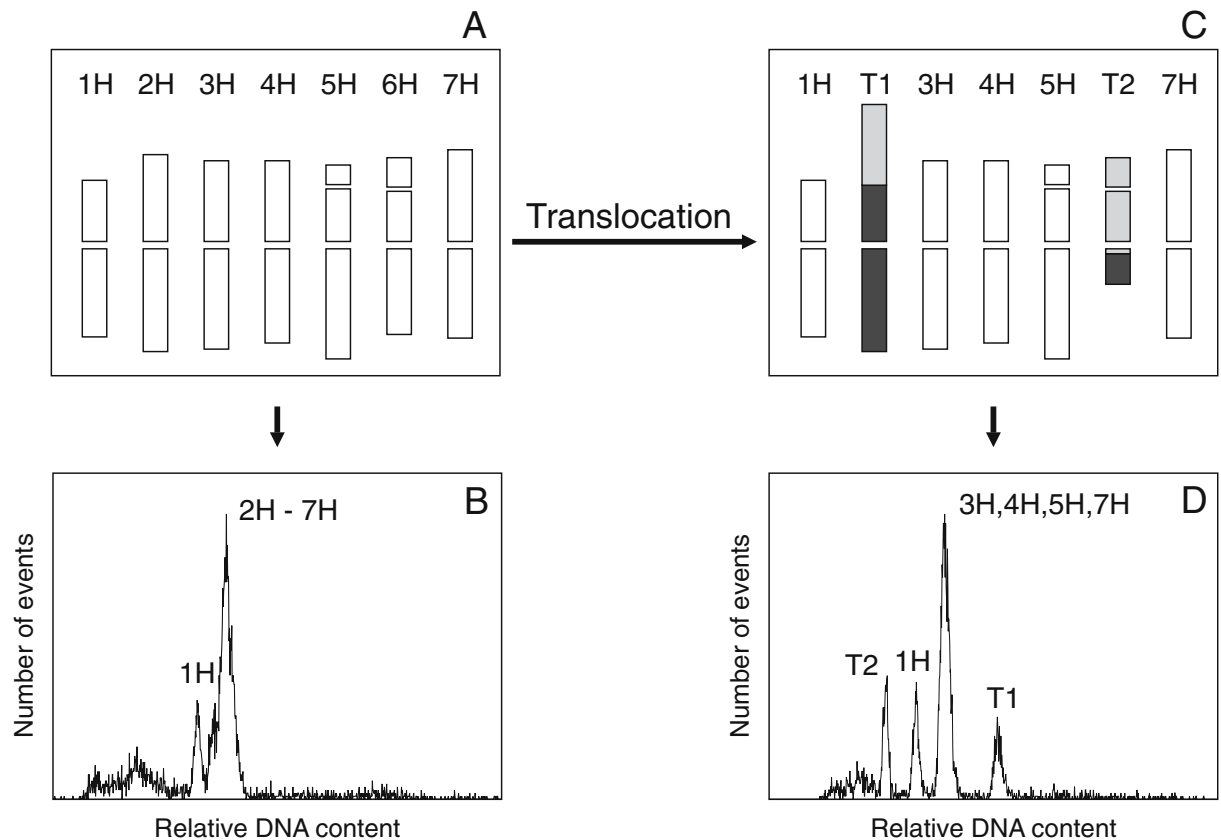 A
1H 2H 3H 4H 5H 6H 7H
Translocation
C
1H T1 3H 4H 5H T2 7H
B
2H - 7H
1H
Number of events
Relative DNA content
D
3H,4H,5H,7H
T2 1H
T1
Number of events
Relative DNA content